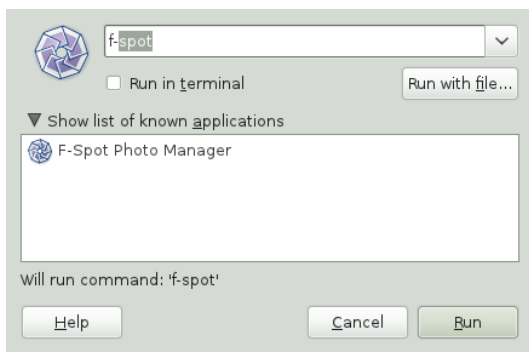 f-spot
Run in terminal
Run with file...
Show list of known applications
F-Spot Photo Manager
Will run command: 'f-spot'
Help
Cancel
Run